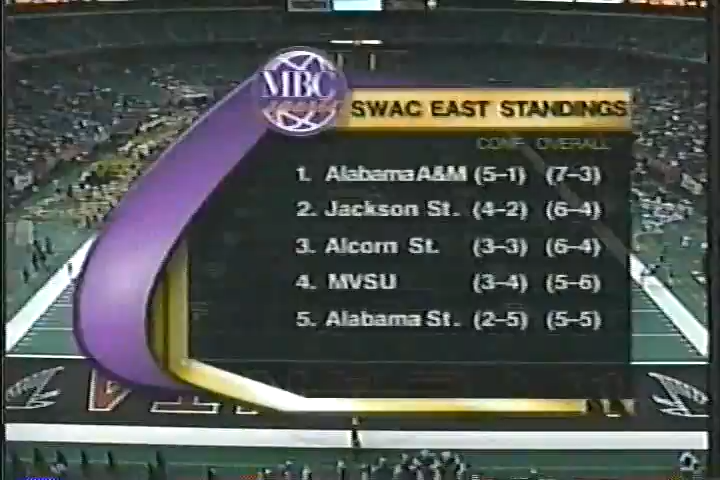 MBC
SWAC EAST STANDINGS
CONF OVERALL
1. Alabama A&M (5-1) (7-3)
2. Jackson St. (4-2) (6-4)
3. Alcorn St. (3-3) (6-4)
4. MVSU (3-4) (5-6)
5. Alabama St. (2-5) (5-5)